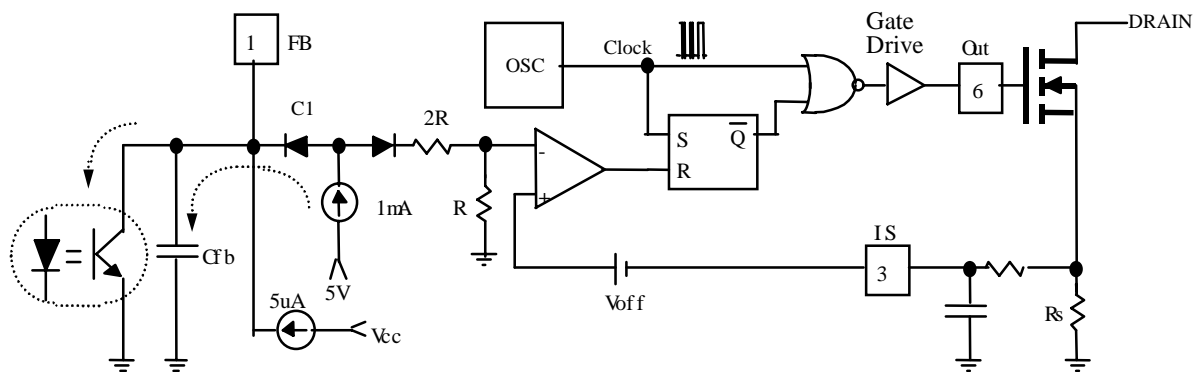 1 FB
C1
2R
1mA
R
Cfb
5uA
5V
Vcc
OSC
Clock
S
R
Q
-
+
Gate
Drive
Out
6
DRAIN
IS
3
Voff
Rs